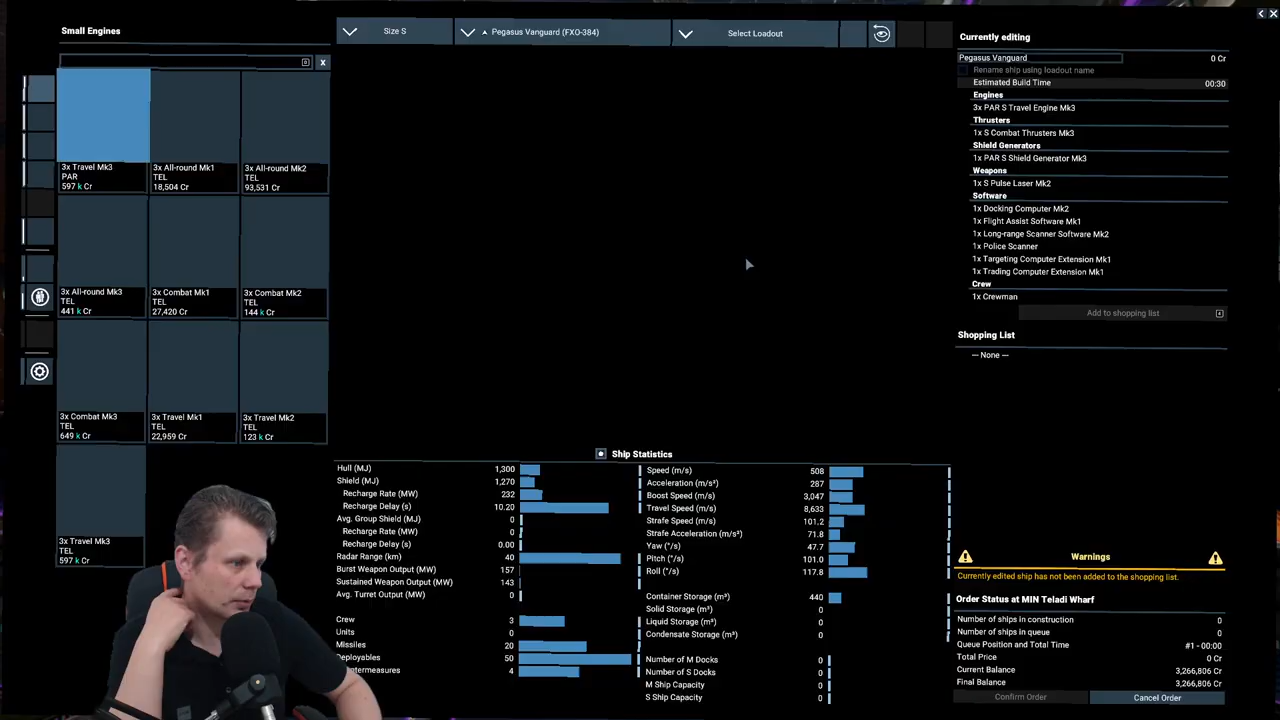 Small Engines
x
3x Travel Mk3
PAR
597 k Cr
3x All-round Mk1
TEL
18,504 Cr
3x All-round Mk2
TEL
93,531 Cr
3x All-round Mk3
TEL
441 k Cr
3x Combat Mk1
TEL
27,420 Cr
3x Combat Mk2
TEL
144 k Cr
3x Combat Mk3
TEL
649 k Cr
3x Travel Mk1
TEL
22,959 Cr
3x Travel Mk2
TEL
123 k Cr
3x Travel Mk3
TEL
597 k Cr
Size S
Pegasus Vanguard (FXO-384)
Select Loadout
Ship Statistics
Hull (MJ) 1,300
Shield (MJ) 1,270
Recharge Rate (MW) 232
Recharge Delay (s) 10.20
Avg. Group Shield (MJ) 0
Recharge Rate (MW) 0
Recharge Delay (s) 0.00
Radar Range (km) 40
Burst Weapon Output (MW) 157
Sustained Weapon Output (MW) 143
Avg. Turret Output (MW) 0
Crew 3
Units 0
Missiles 20
Deployables 50
4
Speed (m/s) 508
Acceleration (m/s²) 287
Boost Speed (m/s) 3,047
Travel Speed (m/s) 8,633
Strafe Speed (m/s) 101.2
Strafe Acceleration (m/s²) 71.8
Yaw (°/s) 47.7
Pitch (°/s) 101.0
Roll (°/s) 117.8
Container Storage (m³) 440
Solid Storage (m³) 0
Liquid Storage (m³) 0
Condensate Storage (m³) 0
Number of M Docks 0
Number of S Docks 0
M Ship Capacity 0
S Ship Capacity 0
Currently editing
Pegasus Vanguard 0 Cr
Rename ship using loadout name
Estimated Build Time 00:30
Engines
3x PAR S Travel Engine Mk3
Thrusters
1x S Combat Thrusters Mk3
Shield Generators
1x PAR S Shield Generator Mk3
Weapons
1x S Pulse Laser Mk2
Software
1x Docking Computer Mk2
1x Flight Assist Software Mk1
1x Long-range Scanner Software Mk2
1x Police Scanner
1x Targeting Computer Extension Mk1
1x Trading Computer Extension Mk1
Crew
1x Crewman
Add to shopping list
Shopping List
— None —
Warnings
Currently edited ship has not been added to the shopping list.
Order Status at MIN Teladi Wharf
Number of ships in construction 0
Number of ships in queue 0
Queue Position and Total Time #1 - 00:00
Total Price 0 Cr
Current Balance 3,266,806 Cr
Final Balance 3,266,806 Cr
Confirm Order
Cancel Order